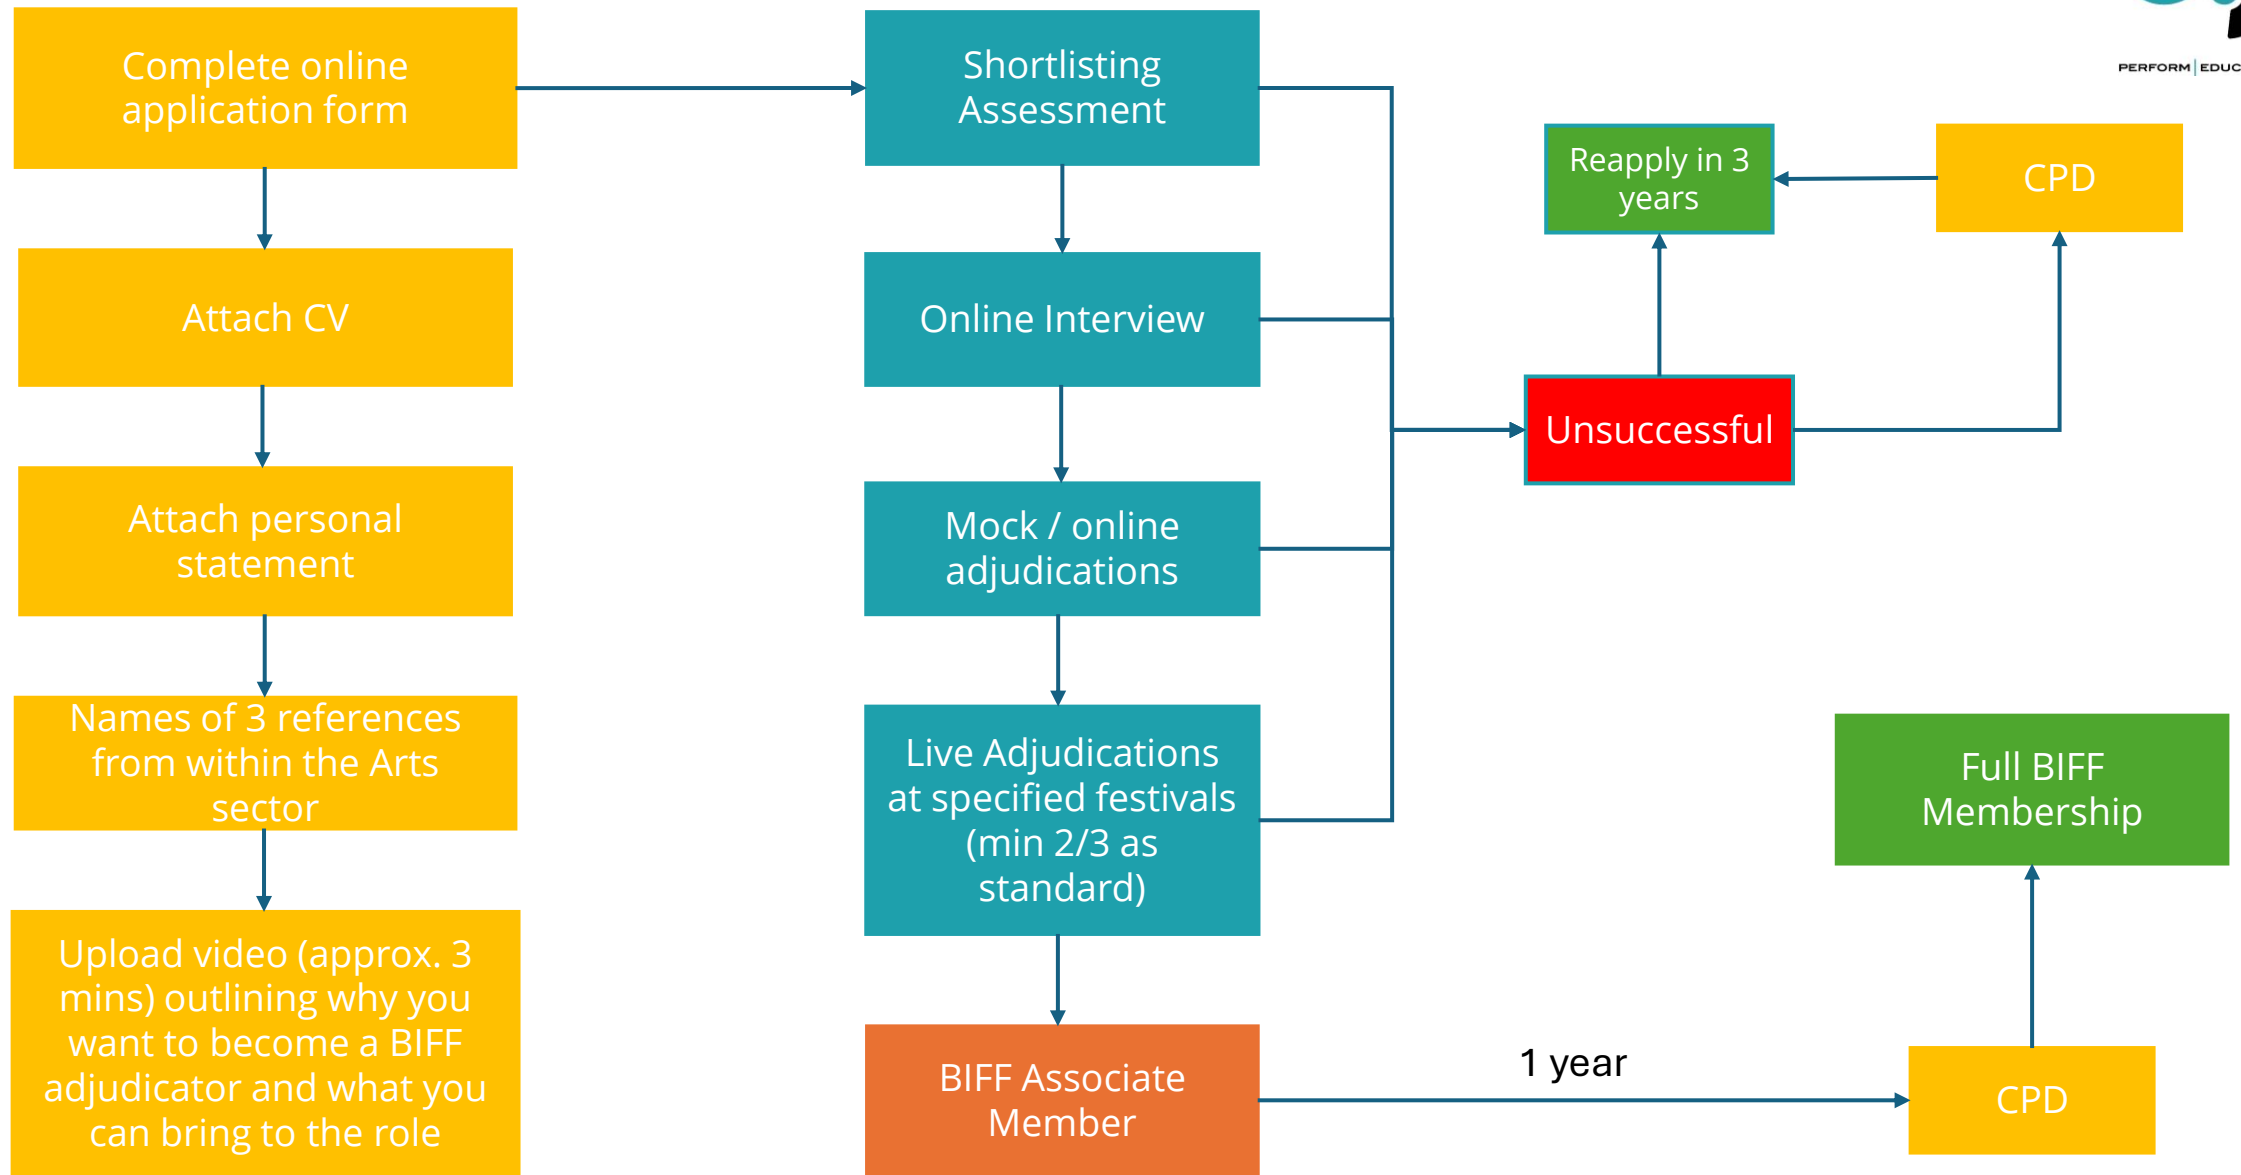 Complete online
application form
Attach CV
Attach personal
statement
Names of 3 references
from within the Arts
sector
Upload video (approx. 3
mins) outlining why you
want to become a BIFF
adjudicator and what you
can bring to the role
Shortlisting
Assessment
Online Interview
Mock / online
adjudications
Live Adjudications
at specified festivals
(min 2/3 as
standard)
BIFF Associate
Member
PERFORM
Reapply in 3
years
CPD
Unsuccessful
Full BIFF
Membership
1 year
CPD